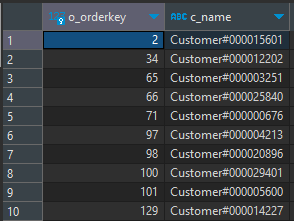 123 o_orderkey ABC c_name
1 2 Customer#000015601
2 34 Customer#000012202
3 65 Customer#000003251
4 66 Customer#000025840
5 71 Customer#000000676
6 97 Customer#000004213
7 98 Customer#000020896
8 100 Customer#000029401
9 101 Customer#000005600
10 129 Customer#000014227